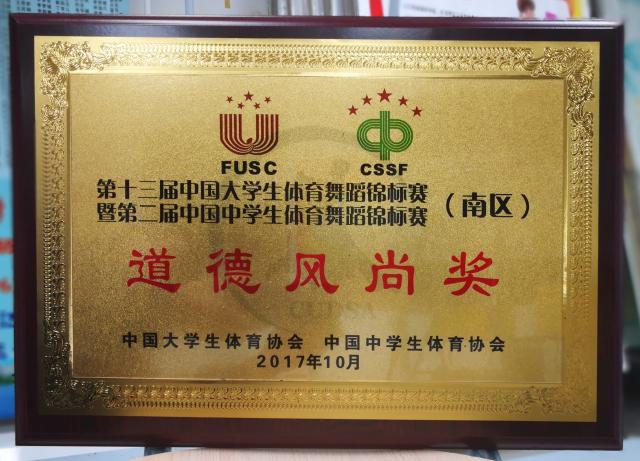 FUSC CSSF
第十三届中国大学生体育舞蹈锦标赛
暨第二届中国中学生体育舞蹈锦标赛
（南区）
道德风尚奖
中国大学生体育协会 中国中学生体育协会
2017年10月